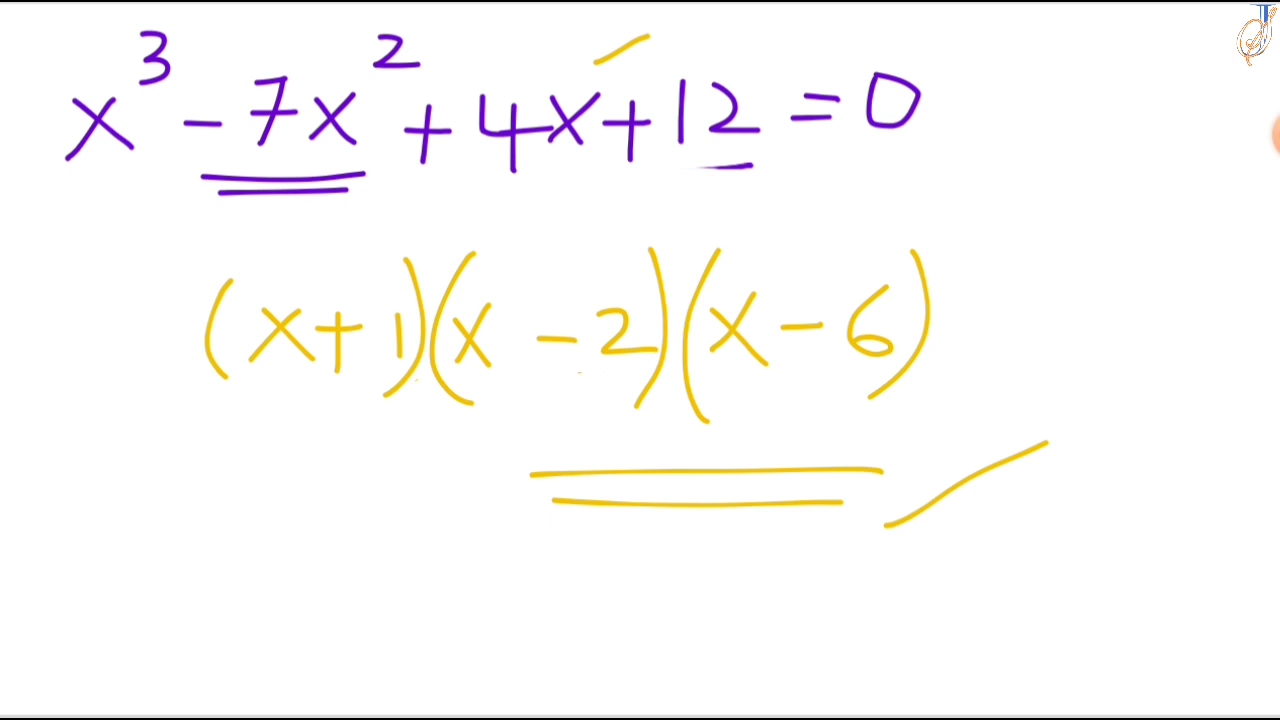 x³ - 7x² + 4x + 12 = 0
(x + 1)(x - 2)(x - 6)